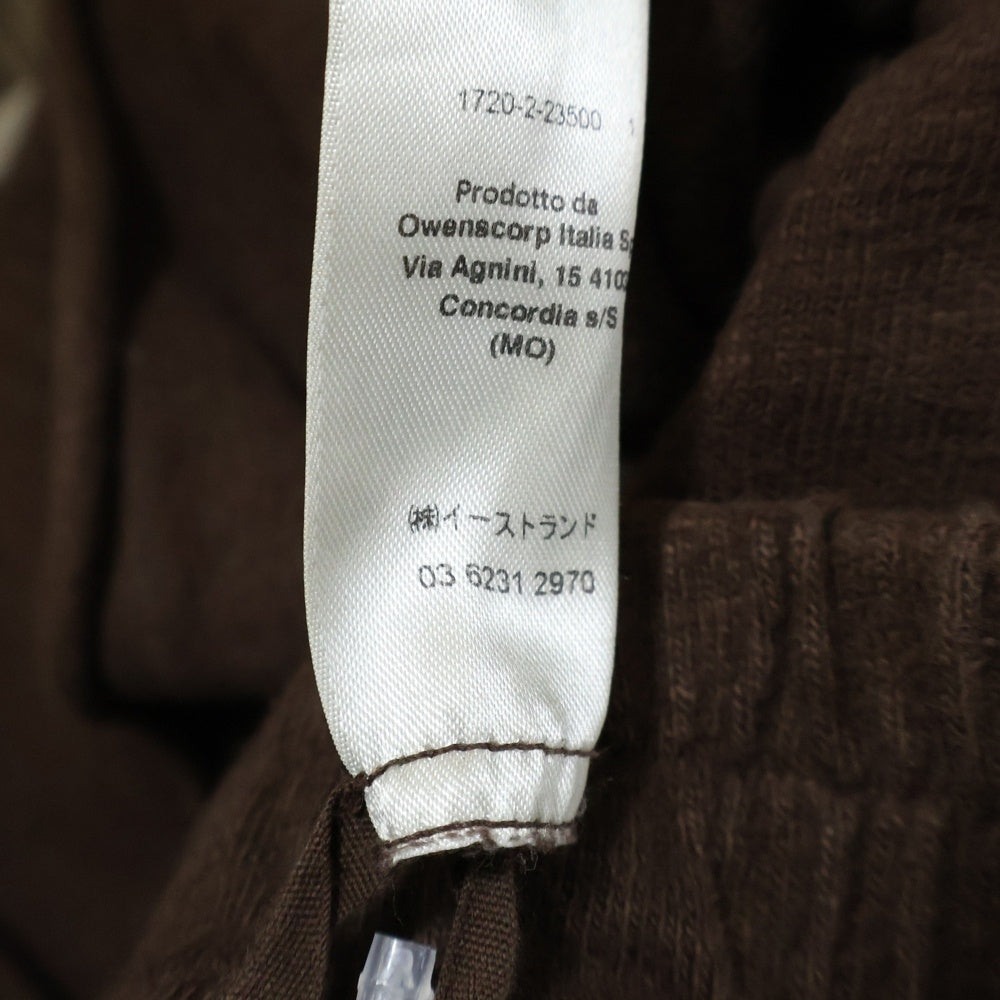 1720-2-23500 1
Prodotto da
Owenscorp Italia
Via Agnini, 15
Concordia s/S
(MO)
㈱イーストランド
03 6231 2970